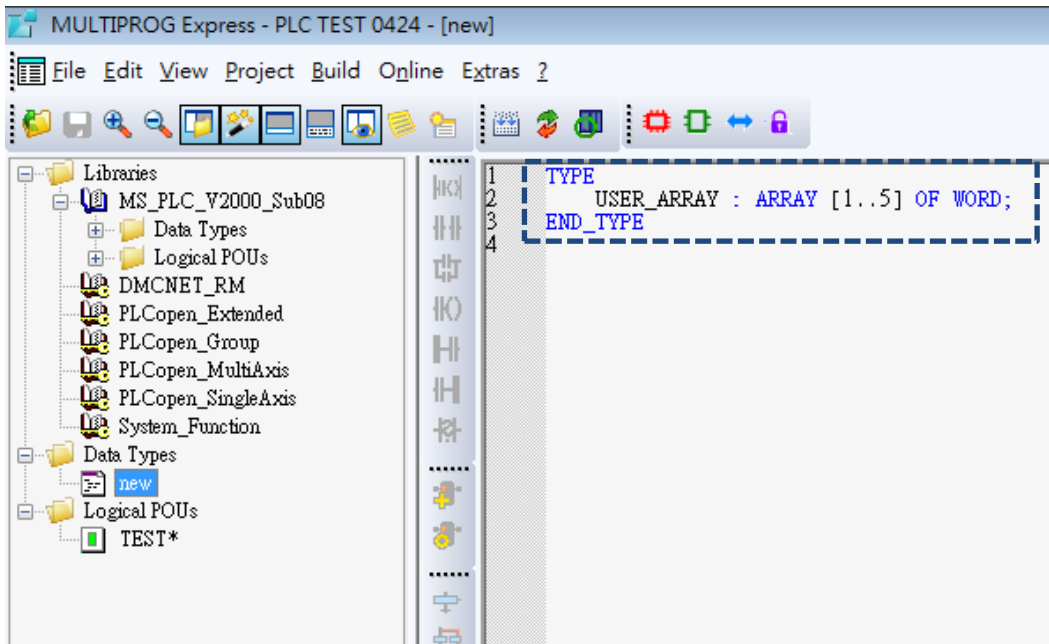 MULTIPROG Express - PLC TEST 0424 - [new]
File Edit View Project Build Online Extras ?
Libraries
MS_PLC_V2000_Sub08
Data Types
Logical POUs
DMCNET_RM
PLCopen_Extended
PLCopen_Group
PLCopen_MultiAxis
PLCopen_SingleAxis
System_Function
Data Types
new
Logical POUs
TEST*
1 TYPE
2 USER_ARRAY : ARRAY [1..5] OF WORD;
3 END_TYPE
4